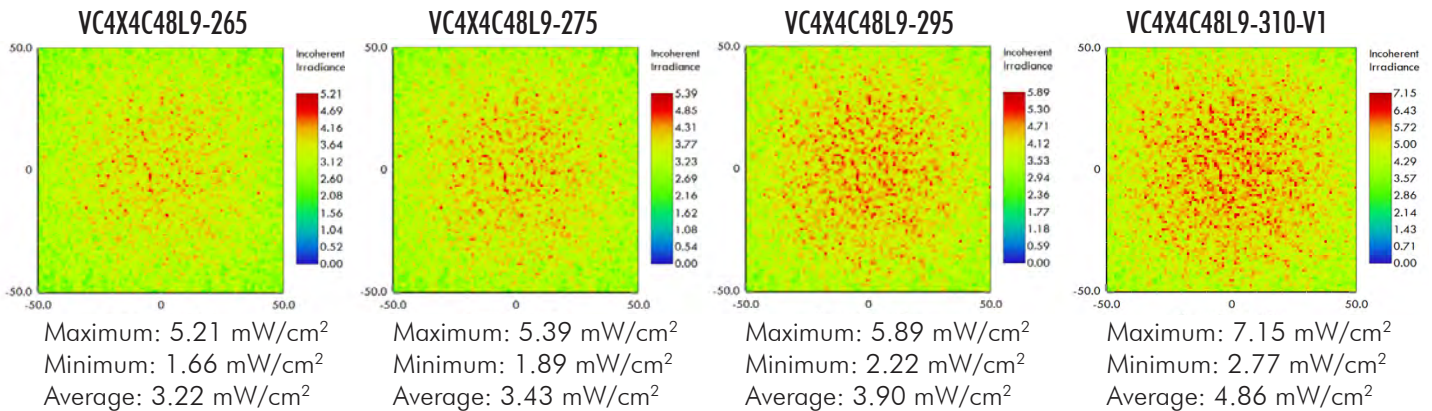 VC4X4C48L9-265
50.0
0
-50.0
-50.0
0
50.0
Incoherent
Irradiance
5.21
4.69
4.16
3.64
3.12
2.60
2.08
1.56
1.04
0.52
0.00
Maximum: 5.21 mW/cm²
Minimum: 1.66 mW/cm²
Average: 3.22 mW/cm²
VC4X4C48L9-275
50.0
0
-50.0
-50.0
0
50.0
Incoherent
Irradiance
5.39
4.85
4.31
3.77
3.23
2.69
2.16
1.62
1.08
0.54
0.00
Maximum: 5.39 mW/cm²
Minimum: 1.89 mW/cm²
Average: 3.43 mW/cm²
VC4X4C48L9-295
50.0
0
-50.0
-50.0
0
50.0
Incoherent
Irradiance
5.89
5.30
4.71
4.12
3.53
2.94
2.36
1.77
1.18
0.59
0.00
Maximum: 5.89 mW/cm²
Minimum: 2.22 mW/cm²
Average: 3.90 mW/cm²
VC4X4C48L9-310-V1
50.0
0
-50.0
-50.0
0
50.0
Incoherent
Irradiance
7.15
6.43
5.72
5.00
4.29
3.57
2.86
2.14
1.43
0.71
0.00
Maximum: 7.15 mW/cm²
Minimum: 2.77 mW/cm²
Average: 4.86 mW/cm²